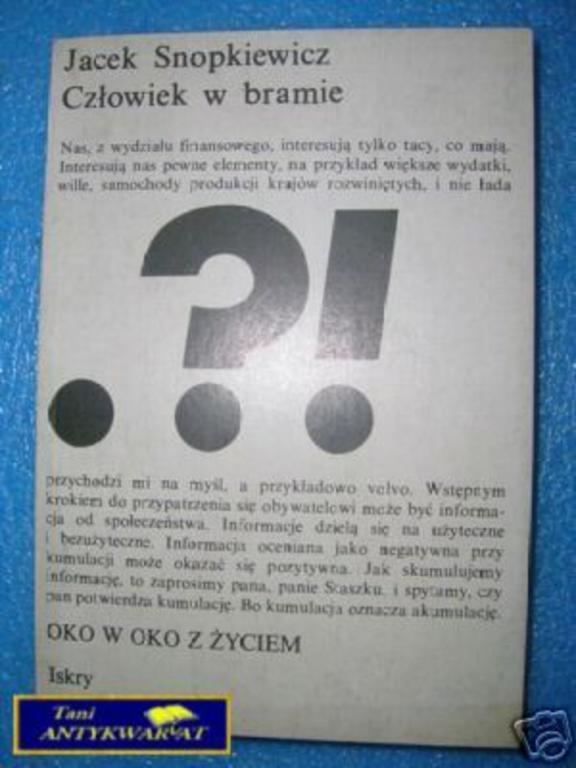 Jacek Snopkiewicz
Człowiek w bramie
Nas, z wydziału finansowego, interesują tylko tacy, co mają.
Interesują nas pewne elementy, na przykład większe wydatki,
wille, samochody produkcji krajów rozwiniętych, i nie łada
.?!
przychodzi mi na myśl, a przykładowo volvo. Wstępnym
krokiem do przypatrzenia się obywatelowi może być informa-
cja od społeczeństwa. Informacje dzielą się na użyteczne
i bezużyteczne. Informacja oceniana jako negatywna przy
kumulacji może okazać się pozytywna. Jak skumulujemy
informację, to zaprosimy pana, panie Staszku, i spytamy, czy
pan potwierdza kumulację. Bo kumulacja oznacza akumulację.
OKO W OKO Z ŻYCIEM
Iskry
Tani
ANTYKWARIAT